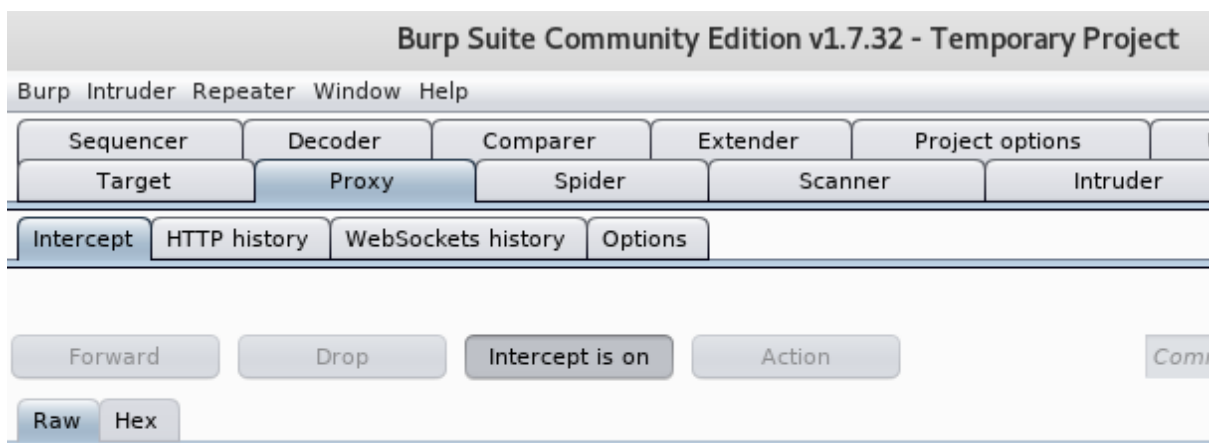 Burp Suite Community Edition v1.7.32 - Temporary Project
Burp Intruder Repeater Window Help
Sequencer Decoder Comparer Extender Project options
Target Proxy Spider Scanner Intruder
Intercept HTTP history WebSockets history Options
Forward Drop Intercept is on Action
Raw Hex